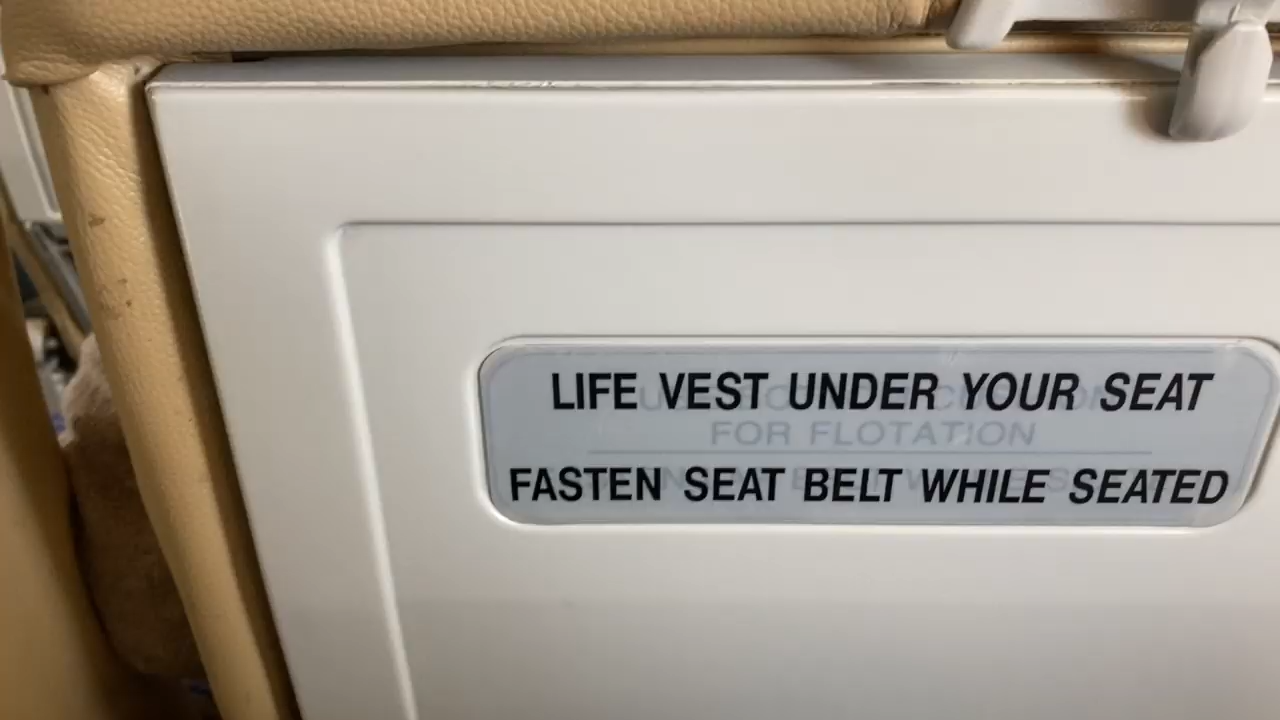 LIFE VEST UNDER YOUR SEAT
FOR FLOTATION
FASTEN SEAT BELT WHILE SEATED